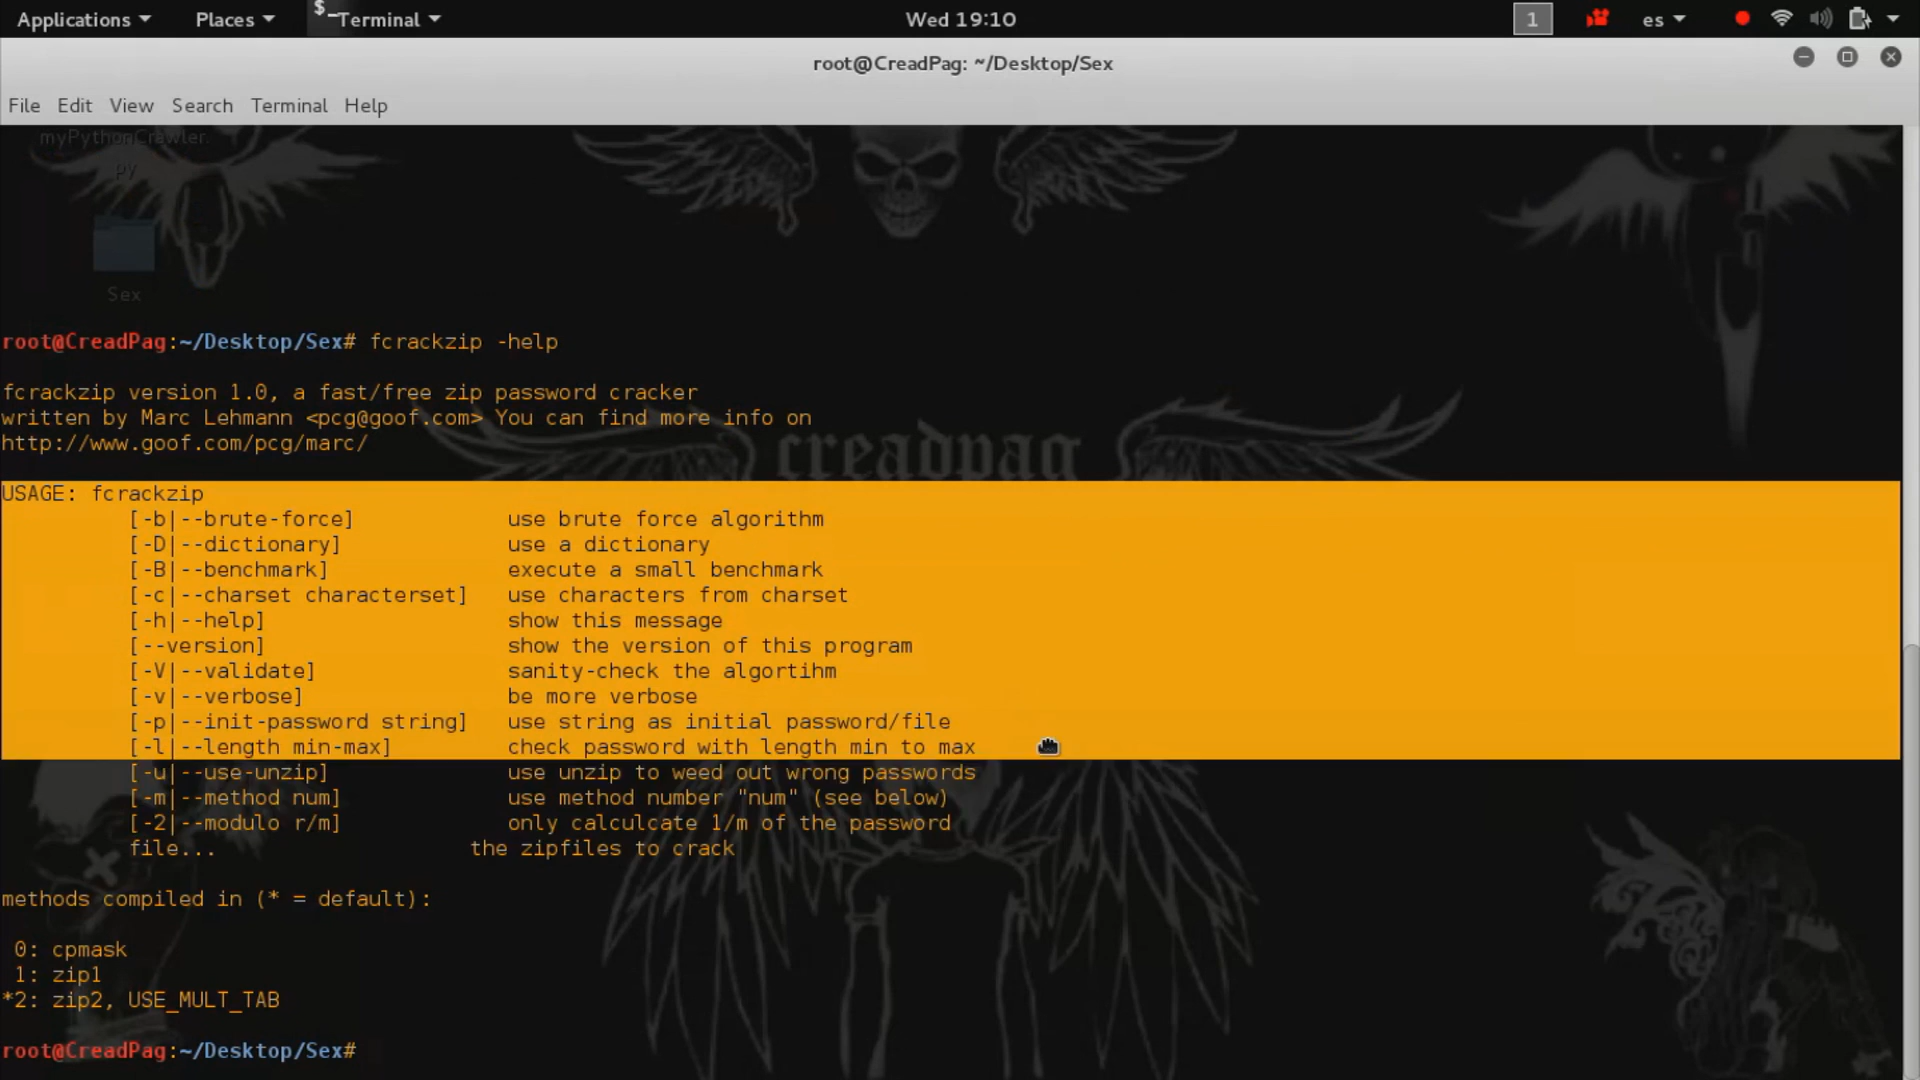 Applications Places Terminal Wed 19:10 1 es
root@CreadPag: ~/Desktop/Sex
File Edit View Search Terminal Help
myPythonCrawler.
py
Sex
root@CreadPag:~/Desktop/Sex# fcrackzip -help
fcrackzip version 1.0, a fast/free zip password cracker
written by Marc Lehmann <pcg@goof.com> You can find more info on
http://www.goof.com/pcg/marc/
creadpag
USAGE: fcrackzip
[-b|--brute-force] use brute force algorithm
[-D|--dictionary] use a dictionary
[-B|--benchmark] execute a small benchmark
[-c|--charset characterset] use characters from charset
[-h|--help] show this message
[--version] show the version of this program
[-V|--validate] sanity-check the algortihm
[-v|--verbose] be more verbose
[-p|--init-password string] use string as initial password/file
[-l|--length min-max] check password with length min to max
[-u|--use-unzip] use unzip to weed out wrong passwords
[-m|--method num] use method number "num" (see below)
[-2|--modulo r/m] only calculcate 1/m of the password
file... the zipfiles to crack
methods compiled in (* = default):
0: cpmask
1: zip1
*2: zip2, USE_MULT_TAB
root@CreadPag:~/Desktop/Sex#